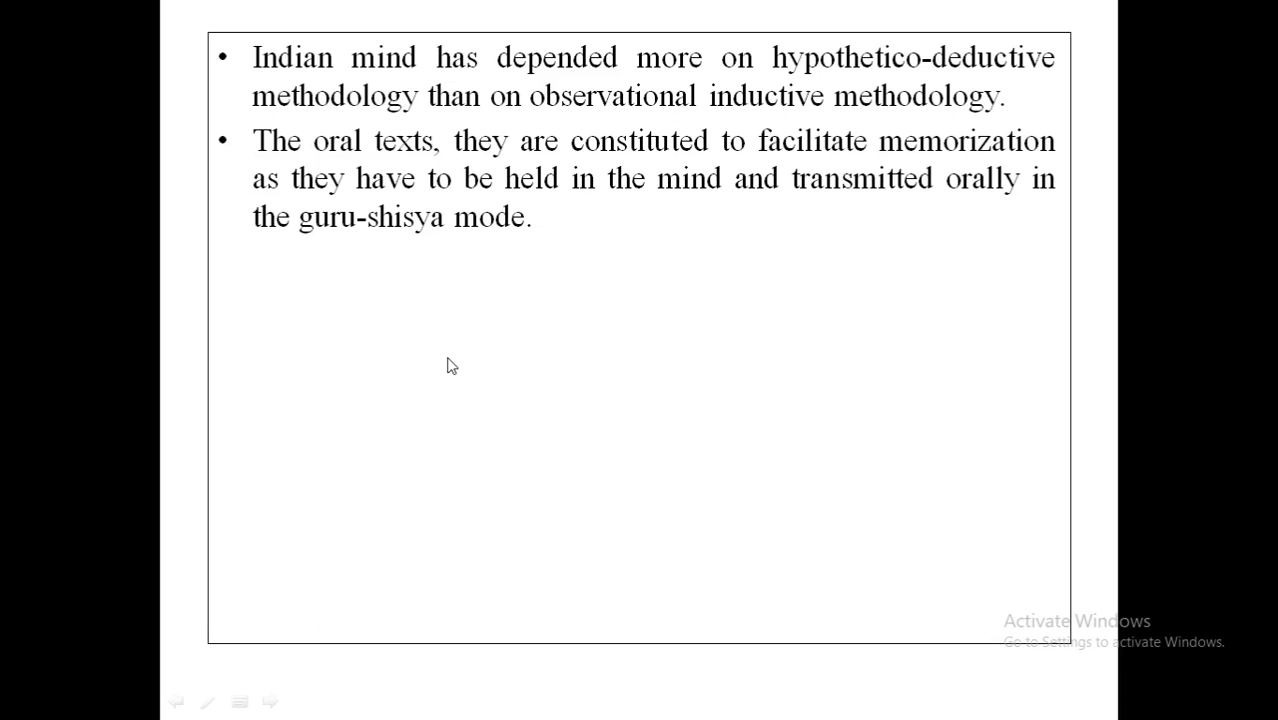 • Indian mind has depended more on hypothetico-deductive
methodology than on observational inductive methodology.
• The oral texts, they are constituted to facilitate memorization
as they have to be held in the mind and transmitted orally in
the guru-shisya mode.
Activate Windows
Go to Settings to activate Windows.